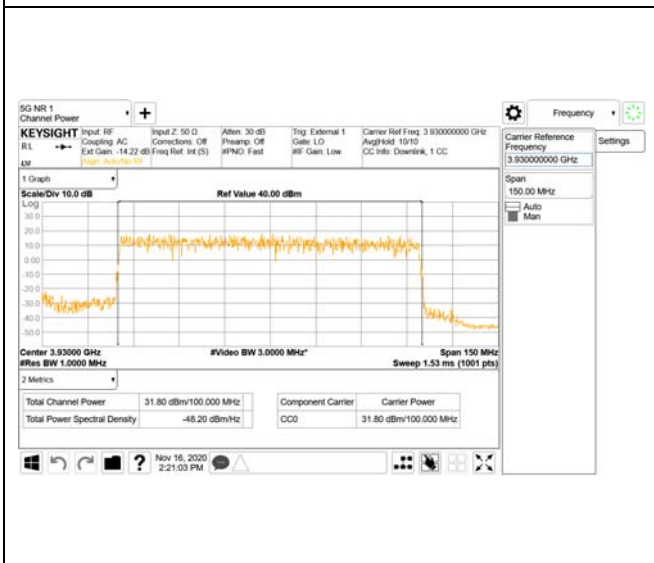 5G NR 1
Channel Power
Frequency
KEYSIGHT
RL
Input: RF
Coupling: AC
Ext Gain: -14.22 dB
Align: Auto/No RF
Input Z: 50 Ω
Corrections: Off
Freq Ref: Int (S)
Atten: 30 dB
Preamp: Off
#PNO: Fast
Trig: External 1
Gate: LO
#IF Gain: Low
Carrier Ref Freq: 3.930000000 GHz
Avg|Hold: 10/10
CC Info: Downlink, 1 CC
Carrier Reference
Frequency
3.930000000 GHz
Settings
Span
150.00 MHz
Auto
Man
1 Graph
Scale/Div 10.0 dB
Ref Value 40.00 dBm
Log
30.0
20.0
10.0
0.00
-10.0
-20.0
-30.0
-40.0
-50.0
Center 3.93000 GHz
#Video BW 3.0000 MHz*
Span 150 MHz
#Res BW 1.0000 MHz
Sweep 1.53 ms (1001 pts)
2 Metrics
Total Channel Power 31.80 dBm/100.000 MHz
Total Power Spectral Density -48.20 dBm/Hz
Component Carrier Carrier Power
CC0 31.80 dBm/100.000 MHz
?
Nov 16, 2020
2:21:03 PM